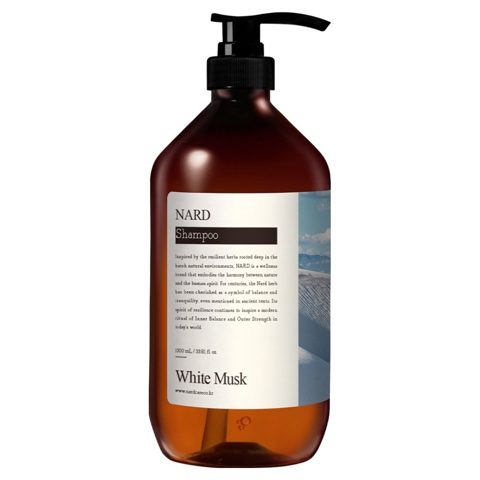 NARD
Shampoo
Inspired by the resilient herbs rooted deep in the
harsh natural environments, NARD is a wellness
brand that embodies the harmony between nature
and the human spirit. For centuries, the Nard herb
has been cherished as a symbol of balance and
tranquility, even mentioned in ancient texts. Its
spirit of resilience continues to inspire a modern
ritual of Inner Balance and Outer Strength in
today's world.
1000 mL / 33.81 fl oz.
White Musk
www.nardcare.co.kr